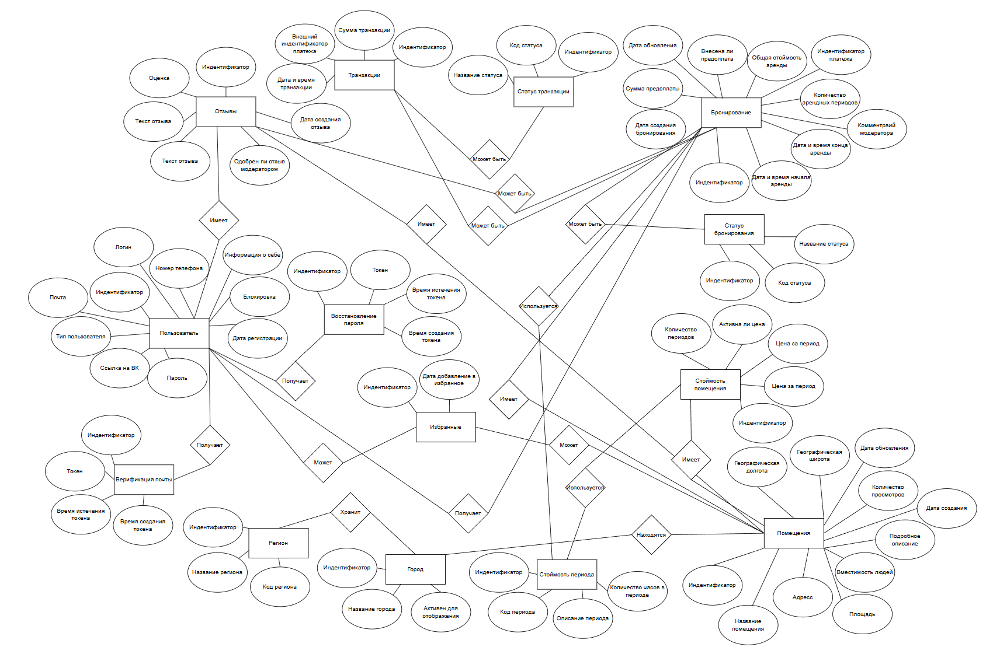 Сумма транзакции
Внешний
индентификатор
платежа
Индентификатор
Код статуса
Индентификатор
Дата обновления
Внесена ли
предоплата
Общая стоймость
аренды
Индентификатор
платежа
Оценка
Индентификатор
Дата и время
транзакции
Транзакции
Название статуса
Статус транзакции
Сумма предоплаты
Количество
арендных периодов
Отзывы
Бронирование
Текст отзыва
Дата создания
отзыва
Дата создания
бронирования
Комментраий
модератора
Текст отзыва
Одобрен ли отзыв
модератором
Может быть
Дата и время конца
аренды
Индентификатор
Дата и время начала
аренды
Может быть
Имеет
Имеет
Может быть
Может быть
Статус
бронирования
Название статуса
Логин
Информация о себе
Номер телефона
Индентификатор
Токен
Индентификатор
Код статуса
Почта
Индентификатор
Блокировка
Время истечения
токена
Используется
Восстановление
пароля
Тип пользователя
Пользователь
Дата регистрации
Время создания
токена
Количество
периодов
Активна ли цена
Цена за период
Ссылка на ВК
Пароль
Получает
Индентификатор
Дата добавление в
избранное
Стоймость
помещения
Цена за период
Имеет
Индентификатор
Избранные
Индентификатор
Получает
Может
Может
Имеет
Географическая
долгота
Географическая
широта
Дата обновления
Токен
Верификация почты
Используется
Количество
просмотров
Время истечения
токена
Время создания
токена
Хранит
Получает
Дата создания
Индентификатор
Регион
Находятся
Помещения
Подробное
описание
Название региона
Код региона
Индентификатор
Город
Индентификатор
Стоймость периода
Количество часов в
периоде
Индентификатор
Вместимость людей
Название города
Активен для
отображения
Код периода
Описание периода
Адресс
Название
помещения
Площадь